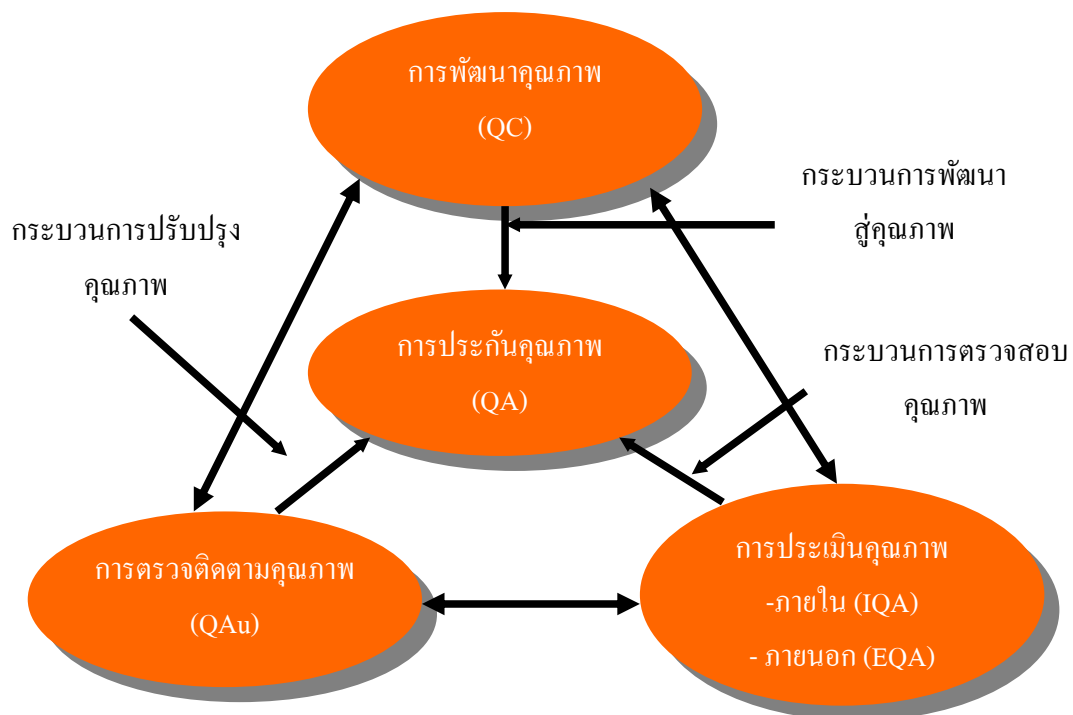 การพัฒนาคุณภาพ
(QC)
กระบวนการพัฒนา
สู่คุณภาพ
กระบวนการปรับปรุง
คุณภาพ
การประกันคุณภาพ
(QA)
กระบวนการตรวจสอบ
คุณภาพ
การตรวจติดตามคุณภาพ
(QAu)
การประเมินคุณภาพ
-ภายใน (IQA)
- ภายนอก (EQA)